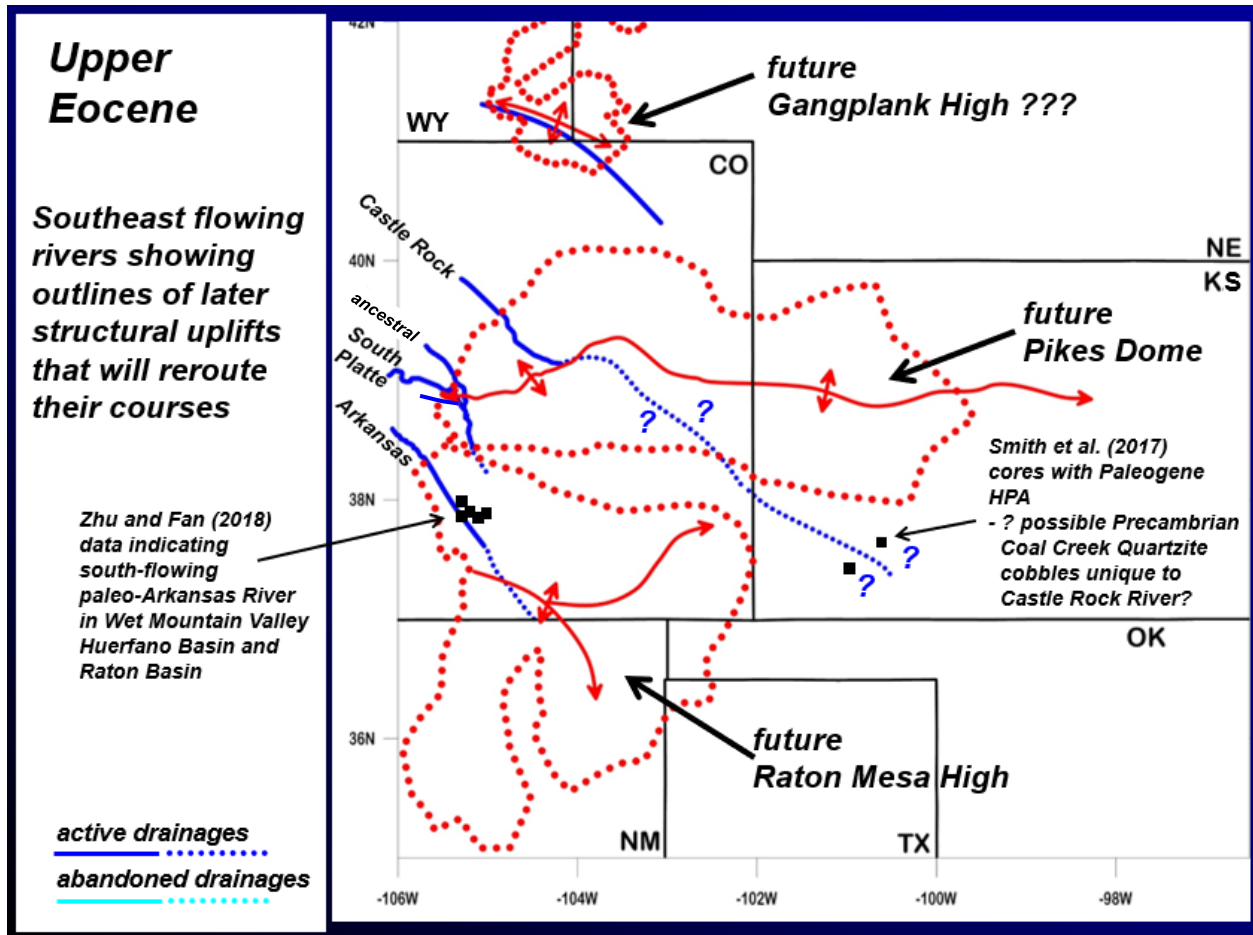 Upper
Eocene
Southeast flowing
rivers showing
outlines of later
structural uplifts
that will reroute
their courses
Zhu and Fan (2018)
data indicating
south-flowing
paleo-Arkansas River
in Wet Mountain Valley
Huerfano Basin and
Raton Basin
active drainages
abandoned drainages
42N
future
Gangplank High ???
WY
CO
Castle Rock
40N
NE
KS
ancestral
South
Platte
future
Pikes Dome
Arkansas
?
?
Smith et al. (2017)
cores with Paleogene
HPA
- ? possible Precambrian
Coal Creek Quartzite
cobbles unique to
Castle Rock River?
38N
?
?
OK
36N
future
Raton Mesa High
NM
TX
-106W
-104W
-102W
-100W
-98W